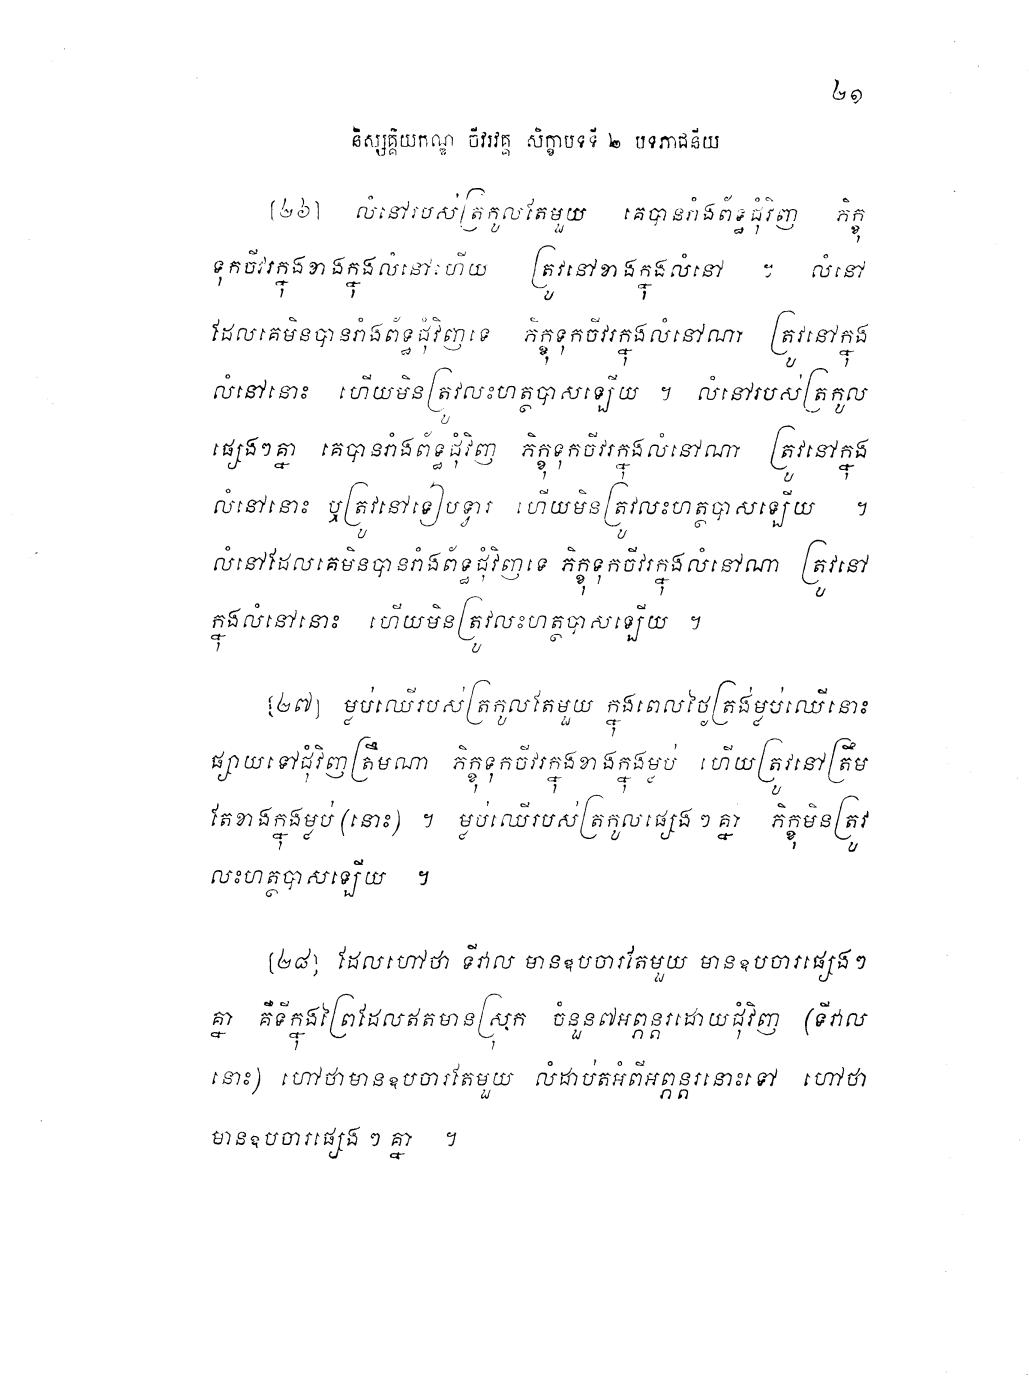 ២១
និស្សគ្គិយកណ្ឌ ចីវរវគ្គ សិក្ខាបទទី ២ បទភាជនីយ
[២៦] លំនៅរបស់ត្រកូលតែមួយ គេបានរាំងព័ទ្ធជុំវិញ ភិក្ខុ
ទុកចីវរក្នុងខាងក្នុងលំនៅហើយ ត្រូវនៅខាងក្នុងលំនៅ ។ លំនៅ
ដែលគេមិនបានរាំងព័ទ្ធជុំវិញទេ ភិក្ខុទុកចីវរក្នុងលំនៅណា ត្រូវនៅក្នុង
លំនៅនោះ ហើយមិនត្រូវលះហត្ថបាសឡើយ ។ លំនៅរបស់ត្រកូល
ផ្សេងៗគ្នា គេបានរាំងព័ទ្ធជុំវិញ ភិក្ខុទុកចីវរក្នុងលំនៅណា ត្រូវនៅក្នុង
លំនៅនោះ ឬត្រូវនៅទៀបទ្វារ ហើយមិនត្រូវលះហត្ថបាសឡើយ ។
លំនៅដែលគេមិនបានរាំងព័ទ្ធជុំវិញទេ ភិក្ខុទុកចីវរក្នុងលំនៅណា ត្រូវនៅ
ក្នុងលំនៅនោះ ហើយមិនត្រូវលះហត្ថបាសឡើយ ។
[២៧] ម្លប់ឈើរបស់ត្រកូលតែមួយ ក្នុងពេលថ្ងៃត្រង់ម្លប់ឈើនោះ
ផ្សាយទៅជុំវិញត្រឹមណា ភិក្ខុទុកចីវរក្នុងខាងក្នុងម្លប់ ហើយត្រូវនៅត្រឹម
តែខាងក្នុងម្លប់ (នោះ) ។ ម្លប់ឈើរបស់ត្រកូលផ្សេង ៗ គ្នា ភិក្ខុមិនត្រូវ
លះហត្ថបាសឡើយ ។
[២៨] ដែលហៅថា ទីវាល មានឧបចារតែមួយ មានឧបចារផ្សេងៗ
គ្នា គឺទីក្នុងព្រៃដែលឥតមានស្រុក ចំនួន៧អព្ភន្តរដោយជុំវិញ (ទីវាល
នោះ) ហៅថាមានឧបចារតែមួយ លំដាប់តអំពីអព្ភន្តរនោះទៅ ហៅថា
មានឧបចារផ្សេង ៗ គ្នា ។